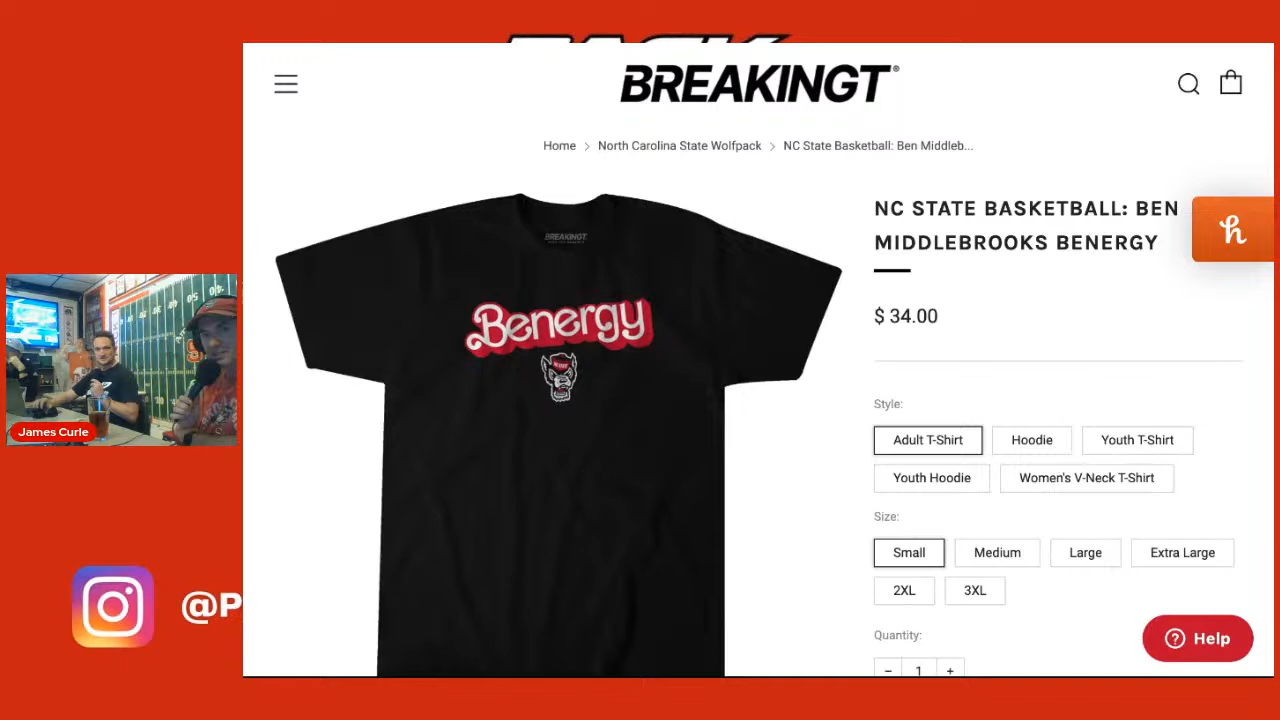 BREAKINGT®
Home > North Carolina State Wolfpack > NC State Basketball: Ben Middleb...
BREAKINGT
Benergy
NC STATE BASKETBALL: BEN
MIDDLEBROOKS BENERGY
$ 34.00
Style:
Adult T-Shirt
Hoodie
Youth T-Shirt
Youth Hoodie
Women's V-Neck T-Shirt
Size:
Small
Medium
Large
Extra Large
2XL
3XL
Quantity:
− 1 +
Help
James Curle
@P